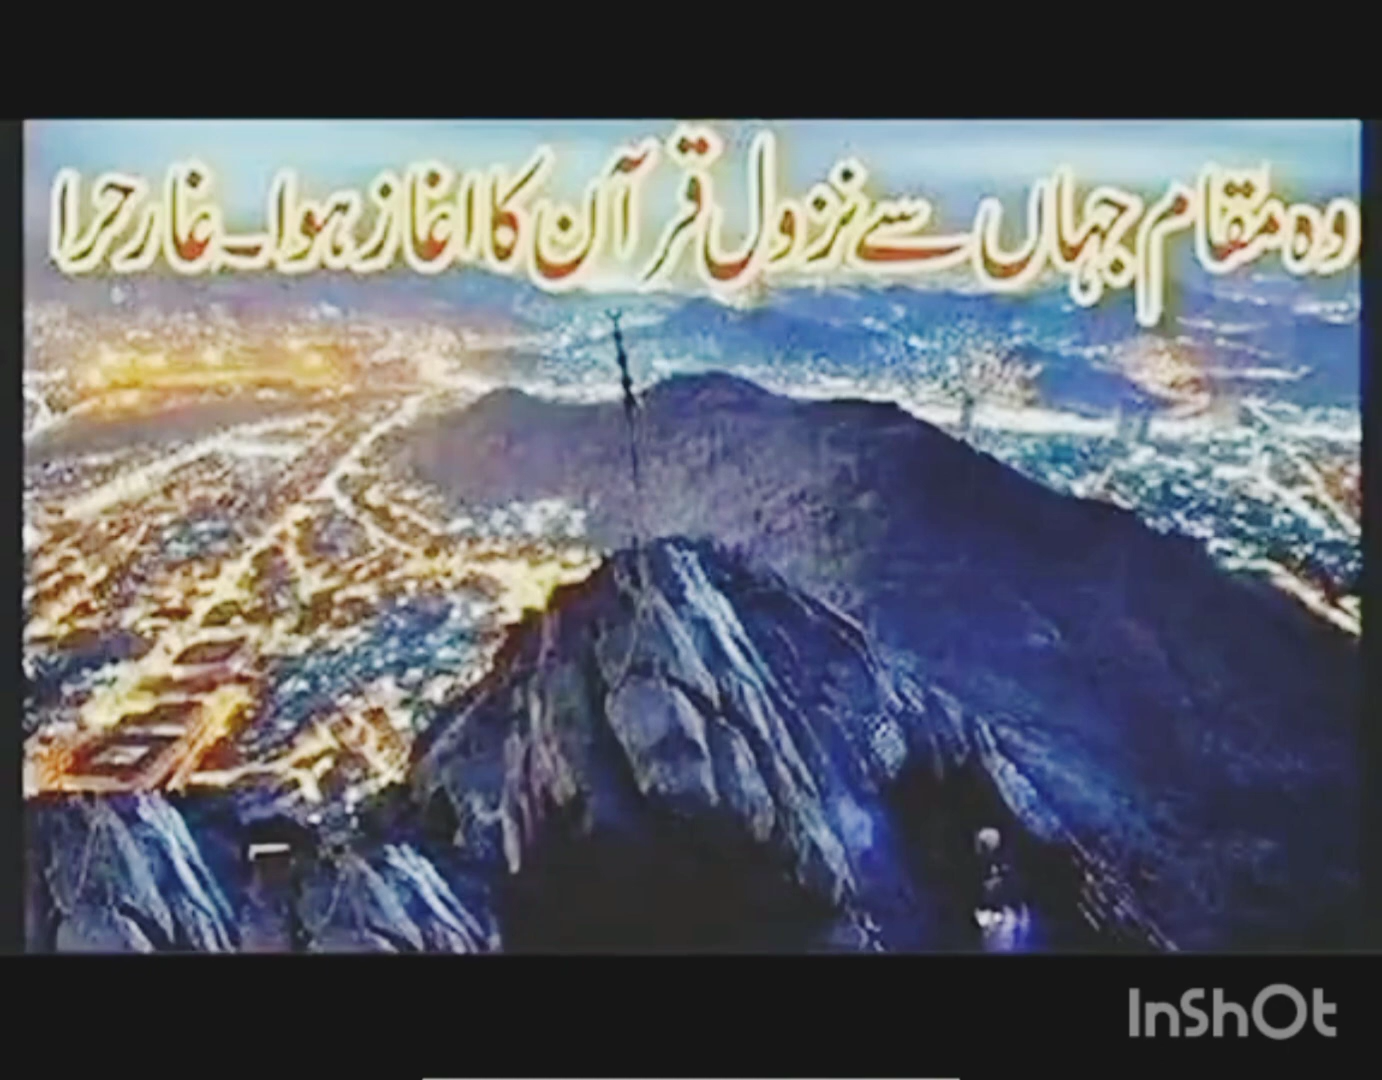 وہ مقام جہاں سے نزول قرآن کا اغاز ہوا۔ غار حرا
InShOt